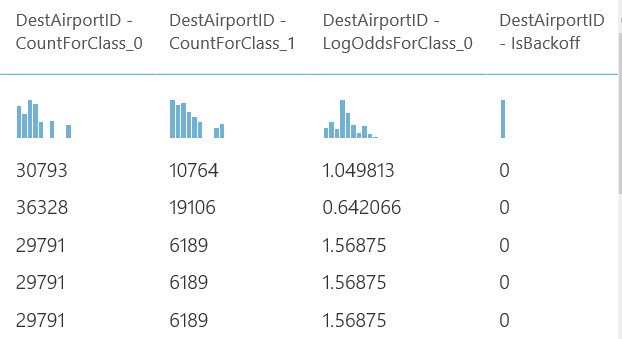 DestAirportID - DestAirportID - DestAirportID - DestAirportID
CountForClass_0 CountForClass_1 LogOddsForClass_0 - IsBackoff
30793 10764 1.049813 0
36328 19106 0.642066 0
29791 6189 1.56875 0
29791 6189 1.56875 0
29791 6189 1.56875 0